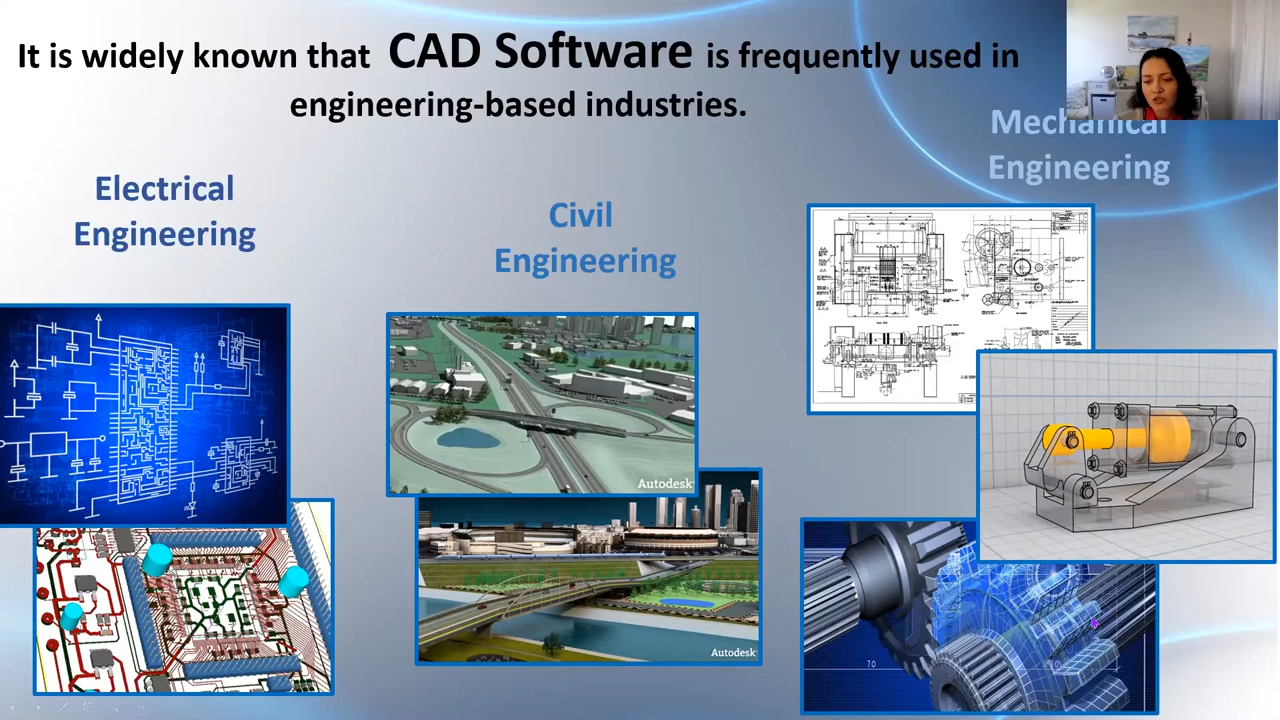 It is widely known that CAD Software is frequently used in
engineering-based industries.
Mechanical
Engineering
Electrical
Engineering
Civil
Engineering
Autodesk
Autodesk
70